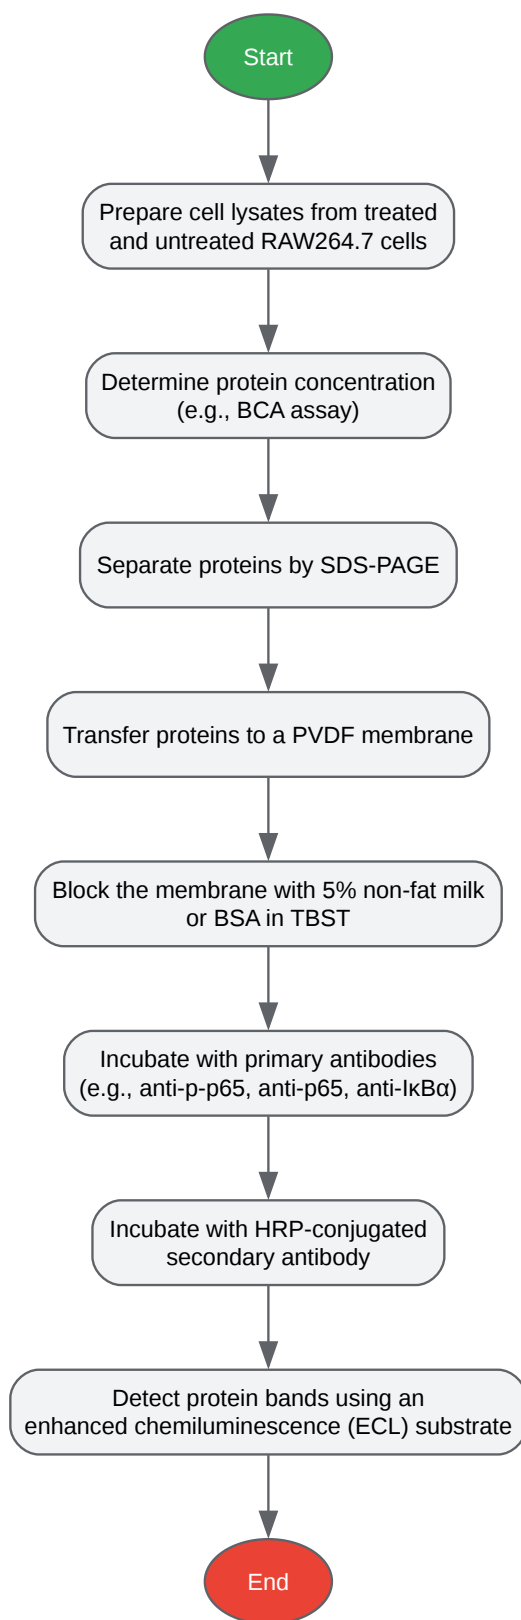 Start
Prepare cell lysates from treated
and untreated RAW264.7 cells
Determine protein concentration
(e.g., BCA assay)
Separate proteins by SDS-PAGE
Transfer proteins to a PVDF membrane
Block the membrane with 5% non-fat milk
or BSA in TBST
Incubate with primary antibodies
(e.g., anti-p-p65, anti-p65, anti-IκBα)
Incubate with HRP-conjugated
secondary antibody
Detect protein bands using an
enhanced chemiluminescence (ECL) substrate
End